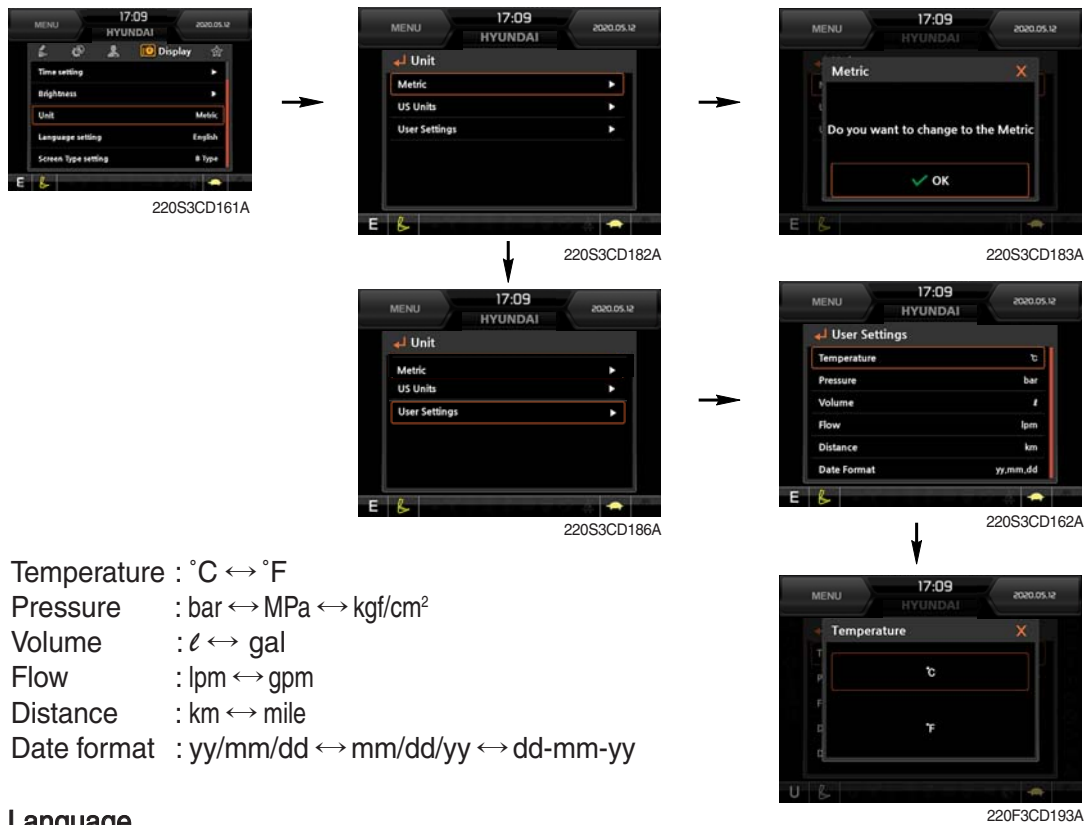 MENU
17:09
HYUNDAI
2020.05.12
Display
Time setting
Brightness
Unit Metric
Language setting English
Screen Type setting B Type
E
220S3CD161A
MENU
17:09
HYUNDAI
2020.05.12
Unit
Metric
US Units
User Settings
E
220S3CD182A
MENU
17:09
HYUNDAI
2020.05.12
Metric X
Do you want to change to the Metric
OK
E
220S3CD183A
MENU
17:09
HYUNDAI
2020.05.12
Unit
Metric
US Units
User Settings
E
220S3CD186A
MENU
17:09
HYUNDAI
2020.05.12
User Settings
Temperature ℃
Pressure bar
Volume ℓ
Flow lpm
Distance km
Date Format yy,mm,dd
E
220S3CD162A
MENU
17:09
HYUNDAI
2020.05.12
Temperature X
℃
℉
U
220F3CD193A
Temperature : ˚C ↔ ˚F
Pressure : bar ↔ MPa ↔ kgf/cm²
Volume : ℓ ↔ gal
Flow : lpm ↔ gpm
Distance : km ↔ mile
Date format : yy/mm/dd ↔ mm/dd/yy ↔ dd-mm-yy
Language